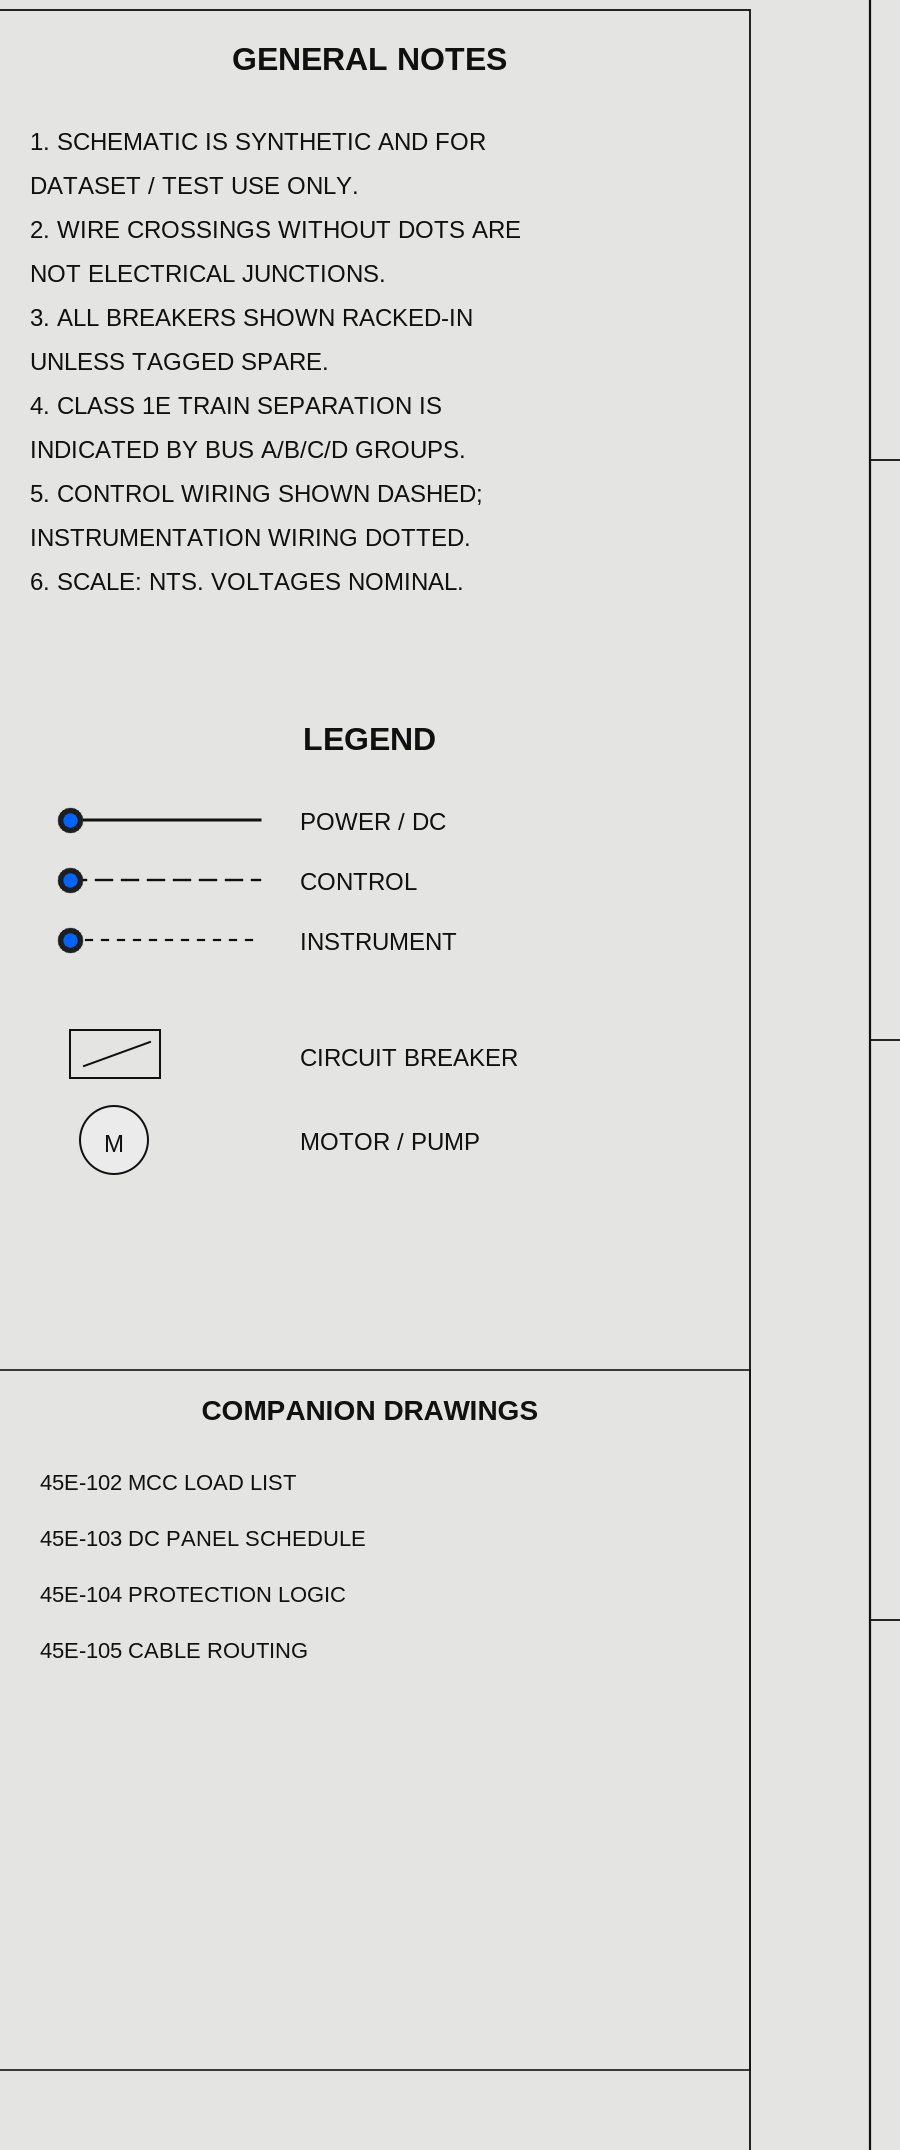 GENERAL NOTES
1. SCHEMATIC IS SYNTHETIC AND FOR
DATASET / TEST USE ONLY.
2. WIRE CROSSINGS WITHOUT DOTS ARE
NOT ELECTRICAL JUNCTIONS.
3. ALL BREAKERS SHOWN RACKED-IN
UNLESS TAGGED SPARE.
4. CLASS 1E TRAIN SEPARATION IS
INDICATED BY BUS A/B/C/D GROUPS.
5. CONTROL WIRING SHOWN DASHED;
INSTRUMENTATION WIRING DOTTED.
6. SCALE: NTS. VOLTAGES NOMINAL.
LEGEND
POWER / DC
CONTROL
INSTRUMENT
CIRCUIT BREAKER
M MOTOR / PUMP
COMPANION DRAWINGS
45E-102 MCC LOAD LIST
45E-103 DC PANEL SCHEDULE
45E-104 PROTECTION LOGIC
45E-105 CABLE ROUTING